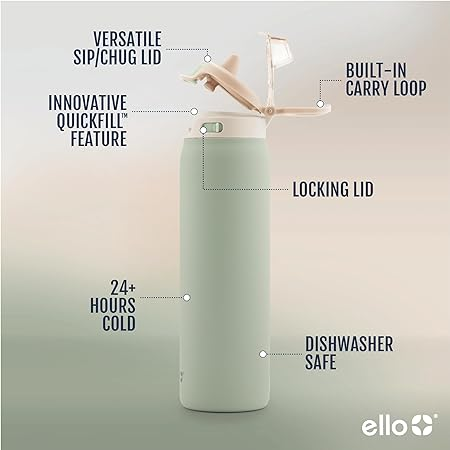 VERSATILE
SIP/CHUG LID
BUILT-IN
CARRY LOOP
INNOVATIVE
QUICKFILL™
FEATURE
LOCKING LID
24+
HOURS
COLD
DISHWASHER
SAFE
ello®